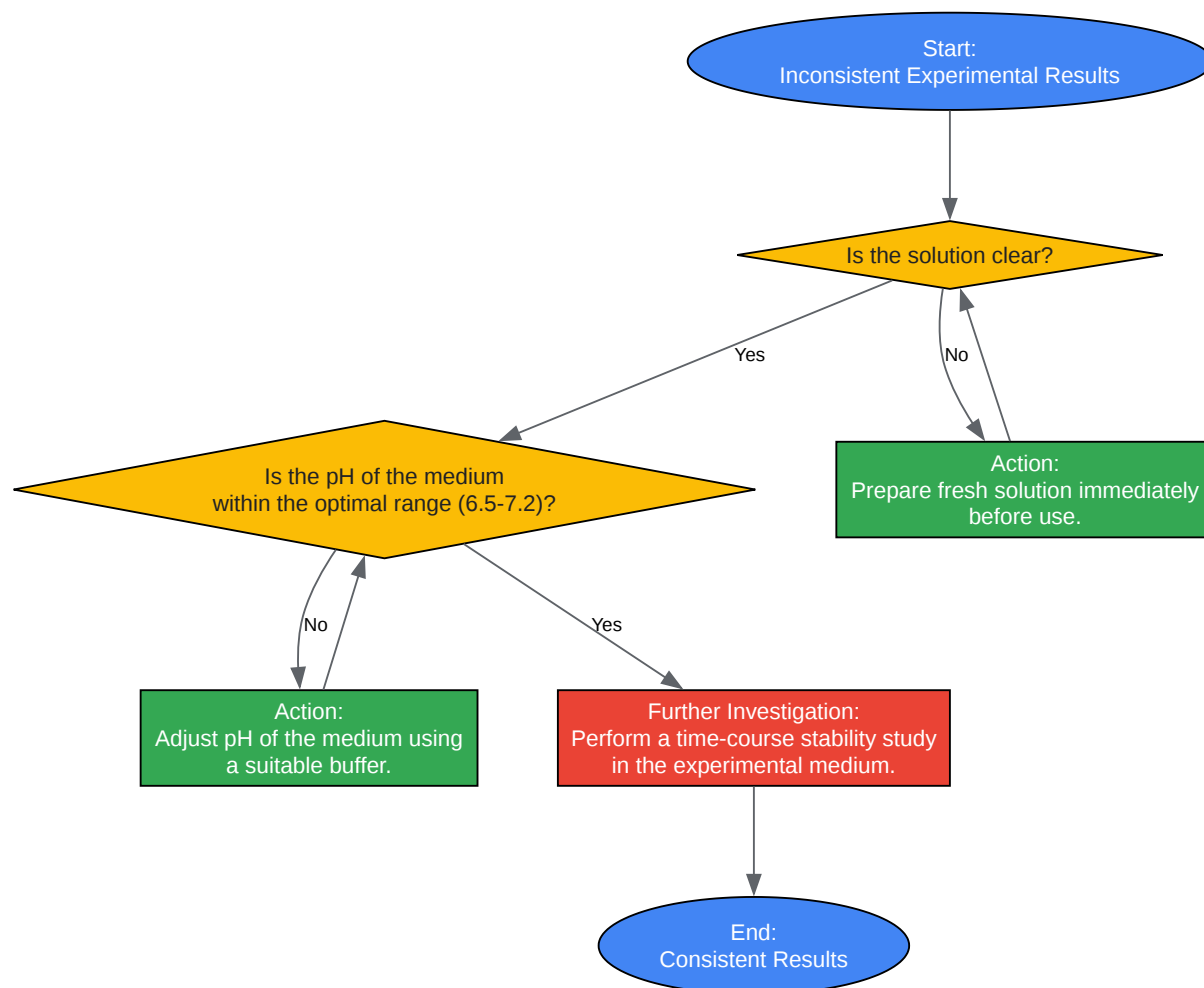 Start:
Inconsistent Experimental Results
Is the solution clear?
Yes
No
Is the pH of the medium
within the optimal range (6.5-7.2)?
Action:
Prepare fresh solution immediately
before use.
No
Yes
Action:
Adjust pH of the medium using
a suitable buffer.
Further Investigation:
Perform a time-course stability study
in the experimental medium.
End:
Consistent Results